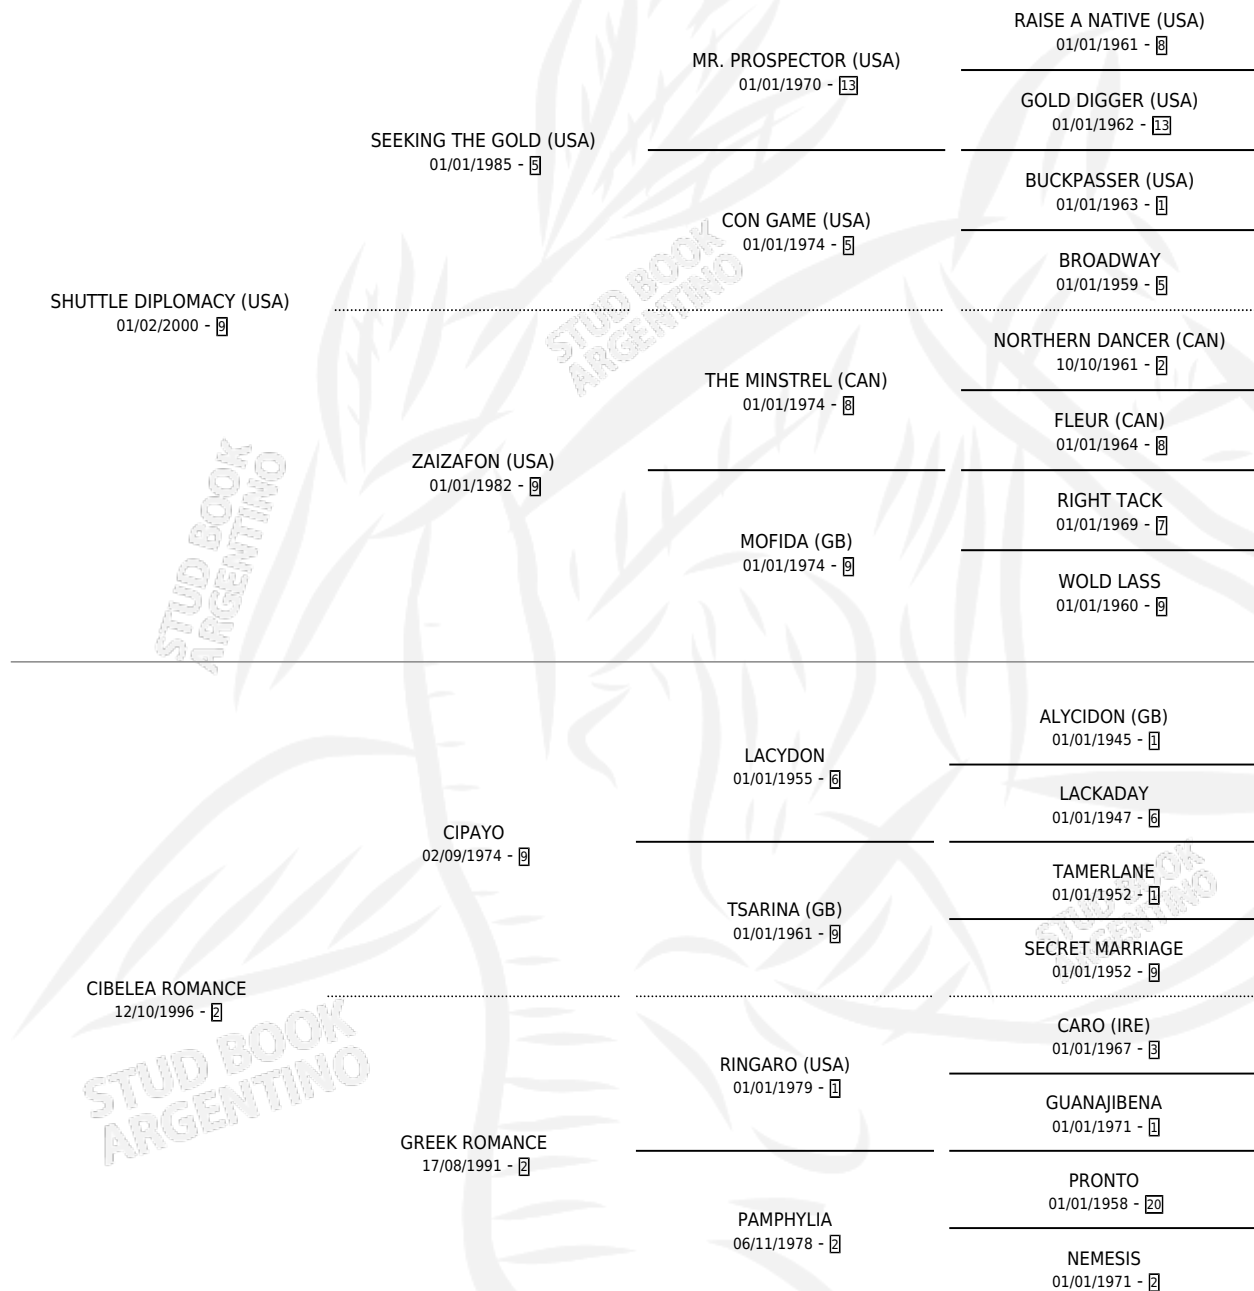 RAISE A NATIVE (USA)
01/01/1961 - 8
MR. PROSPECTOR (USA)
01/01/1970 - 13
GOLD DIGGER (USA)
01/01/1962 - 13
SEEKING THE GOLD (USA)
01/01/1985 - 5
BUCKPASSER (USA)
01/01/1963 - 1
CON GAME (USA)
01/01/1974 - 5
BROADWAY
01/01/1959 - 5
SHUTTLE DIPLOMACY (USA)
01/02/2000 - 9
NORTHERN DANCER (CAN)
10/10/1961 - 2
THE MINSTREL (CAN)
01/01/1974 - 8
FLEUR (CAN)
01/01/1964 - 8
ZAIZAFON (USA)
01/01/1982 - 9
RIGHT TACK
01/01/1969 - 7
MOFIDA (GB)
01/01/1974 - 9
WOLD LASS
01/01/1960 - 9
ALYCIDON (GB)
01/01/1945 - 1
LACYDON
01/01/1955 - 6
LACKADAY
01/01/1947 - 6
CIPAYO
02/09/1974 - 9
TAMERLANE
01/01/1952 - 1
TSARINA (GB)
01/01/1961 - 9
SECRET MARRIAGE
01/01/1952 - 9
CIBELEA ROMANCE
12/10/1996 - 2
CARO (IRE)
01/01/1967 - 3
RINGARO (USA)
01/01/1979 - 1
GUANAJIBENA
01/01/1971 - 1
GREEK ROMANCE
17/08/1991 - 2
PRONTO
01/01/1958 - 20
PAMPHYLIA
06/11/1978 - 2
NEMESIS
01/01/1971 - 2
STUD BOOK
ARGENTINO
STUD BOOK
ARGENTINO
STUD BOOK
ARGENTINO
STUD BOOK
ARGENTINO